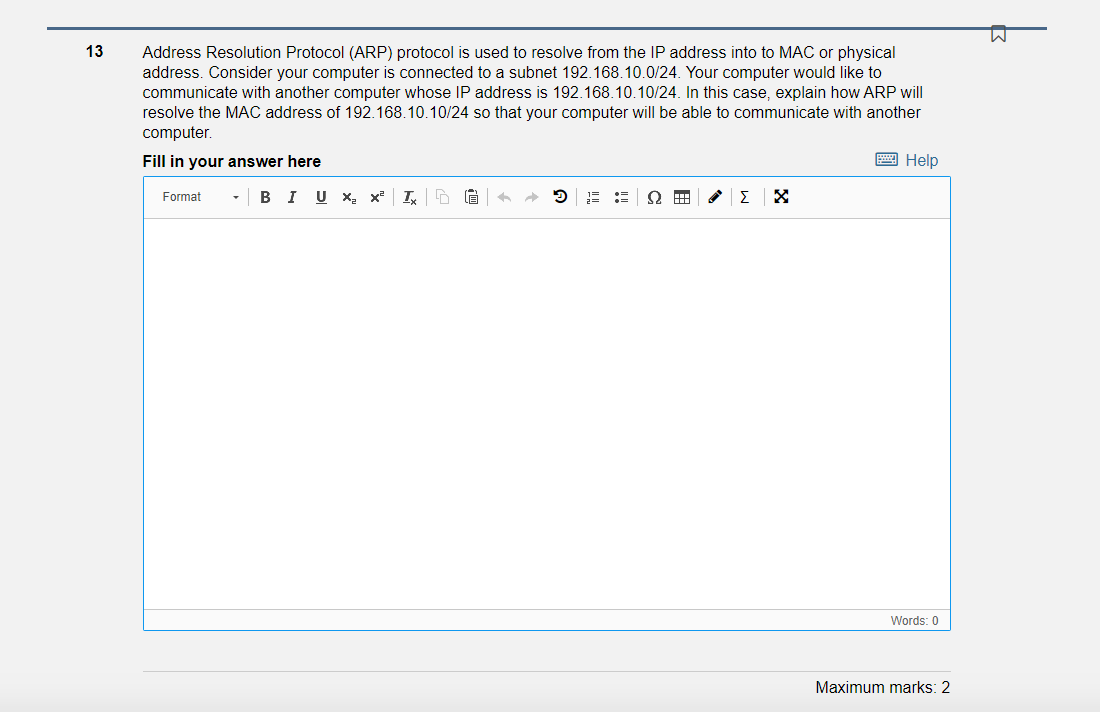 13
Address Resolution Protocol (ARP) protocol is used to resolve from the IP address into to MAC or physical
address. Consider your computer is connected to a subnet 192.168.10.0/24. Your computer would like to
communicate with another computer whose IP address is 192.168.10.10/24. In this case, explain how ARP will
resolve the MAC address of 192.168.10.10/24 so that your computer will be able to communicate with another
computer.
Fill in your answer here
Help
Format B I U x₂ x² Tx Ω Σ
Words: 0
Maximum marks: 2